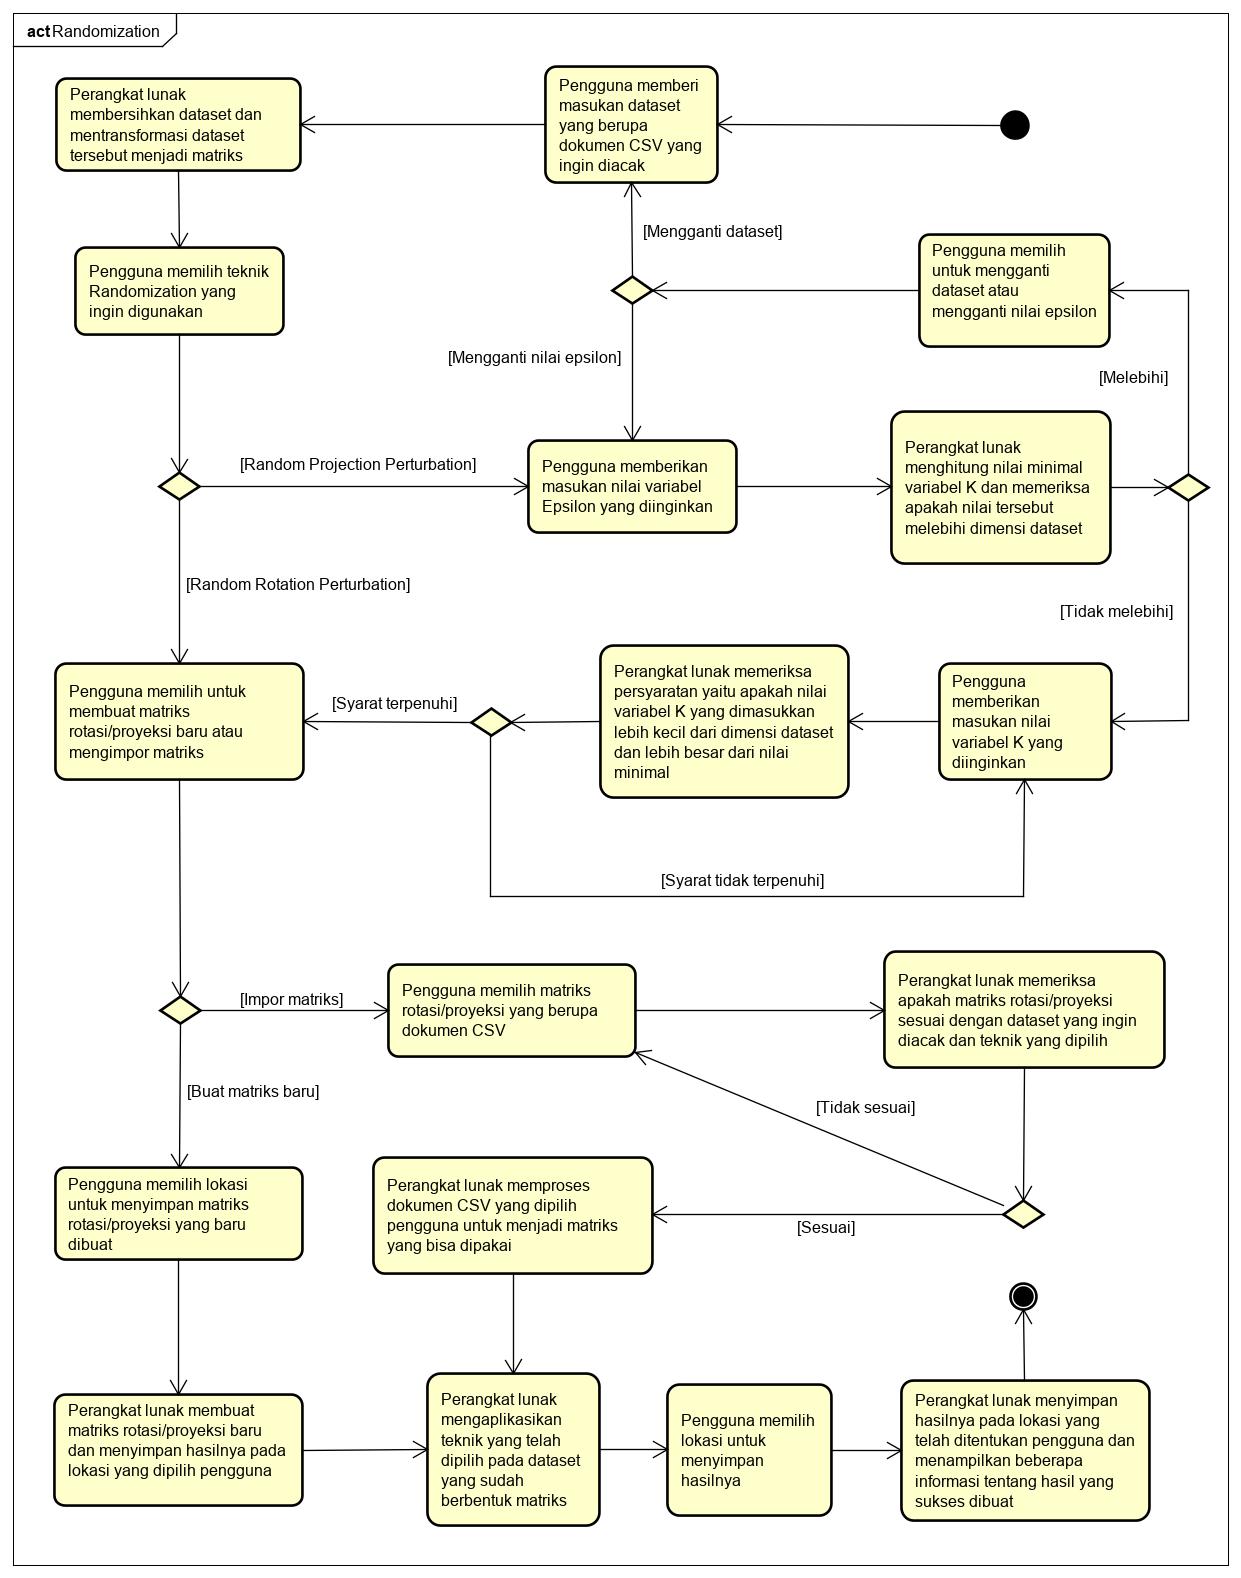 act Randomization
Perangkat lunak
membersihkan dataset dan
mentransformasi dataset
tersebut menjadi matriks
Pengguna memberi
masukan dataset
yang berupa
dokumen CSV yang
ingin diacak
[Mengganti dataset]
Pengguna memilih teknik
Randomization yang
ingin digunakan
Pengguna memilih
untuk mengganti
dataset atau
mengganti nilai epsilon
[Mengganti nilai epsilon]
[Melebihi]
[Random Projection Perturbation]
Pengguna memberikan
masukan nilai variabel
Epsilon yang diinginkan
Perangkat lunak
menghitung nilai minimal
variabel K dan memeriksa
apakah nilai tersebut
melebihi dimensi dataset
[Random Rotation Perturbation]
[Tidak melebihi]
Pengguna memilih untuk
membuat matriks
rotasi/proyeksi baru atau
mengimpor matriks
[Syarat terpenuhi]
Perangkat lunak memeriksa
persyaratan yaitu apakah nilai
variabel K yang dimasukkan
lebih kecil dari dimensi dataset
dan lebih besar dari nilai
minimal
Pengguna
memberikan
masukan nilai
variabel K yang
diinginkan
[Syarat tidak terpenuhi]
[Impor matriks]
Pengguna memilih matriks
rotasi/proyeksi yang berupa
dokumen CSV
Perangkat lunak memeriksa
apakah matriks rotasi/proyeksi
sesuai dengan dataset yang ingin
diacak dan teknik yang dipilih
[Buat matriks baru]
[Tidak sesuai]
Pengguna memilih lokasi
untuk menyimpan matriks
rotasi/proyeksi yang baru
dibuat
Perangkat lunak memproses
dokumen CSV yang dipilih
pengguna untuk menjadi matriks
yang bisa dipakai
[Sesuai]
Perangkat lunak membuat
matriks rotasi/proyeksi baru
dan menyimpan hasilnya pada
lokasi yang dipilih pengguna
Perangkat lunak
mengaplikasikan
teknik yang telah
dipilih pada dataset
yang sudah
berbentuk matriks
Pengguna memilih
lokasi untuk
menyimpan
hasilnya
Perangkat lunak menyimpan
hasilnya pada lokasi yang
telah ditentukan pengguna dan
menampilkan beberapa
informasi tentang hasil yang
sukses dibuat